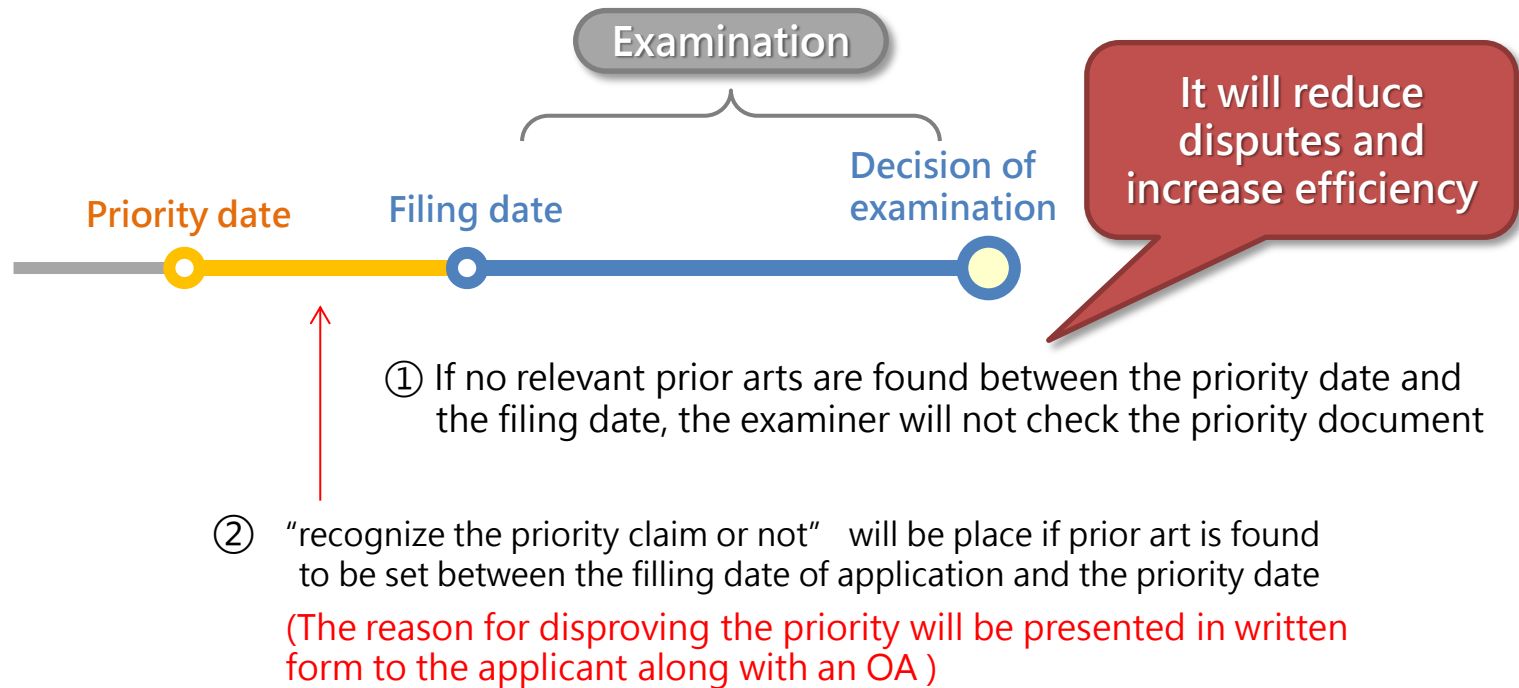 Examination
It will reduce
disputes and
increase efficiency
Priority date
Filing date
Decision of
examination
① If no relevant prior arts are found between the priority date and
the filing date, the examiner will not check the priority document
② “recognize the priority claim or not” will be place if prior art is found
to be set between the filling date of application and the priority date
(The reason for disproving the priority will be presented in written
form to the applicant along with an OA )